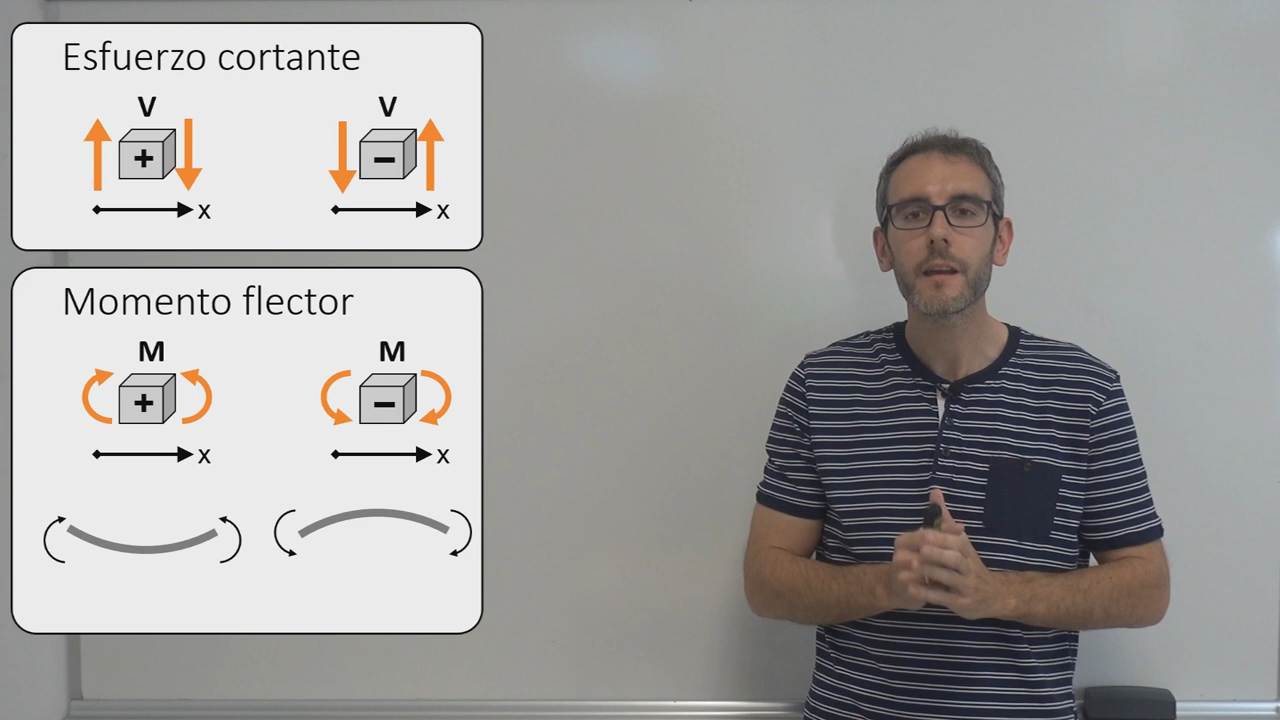 Esfuerzo cortante
V V
+ −
x x
Momento flector
M M
+ −
x x